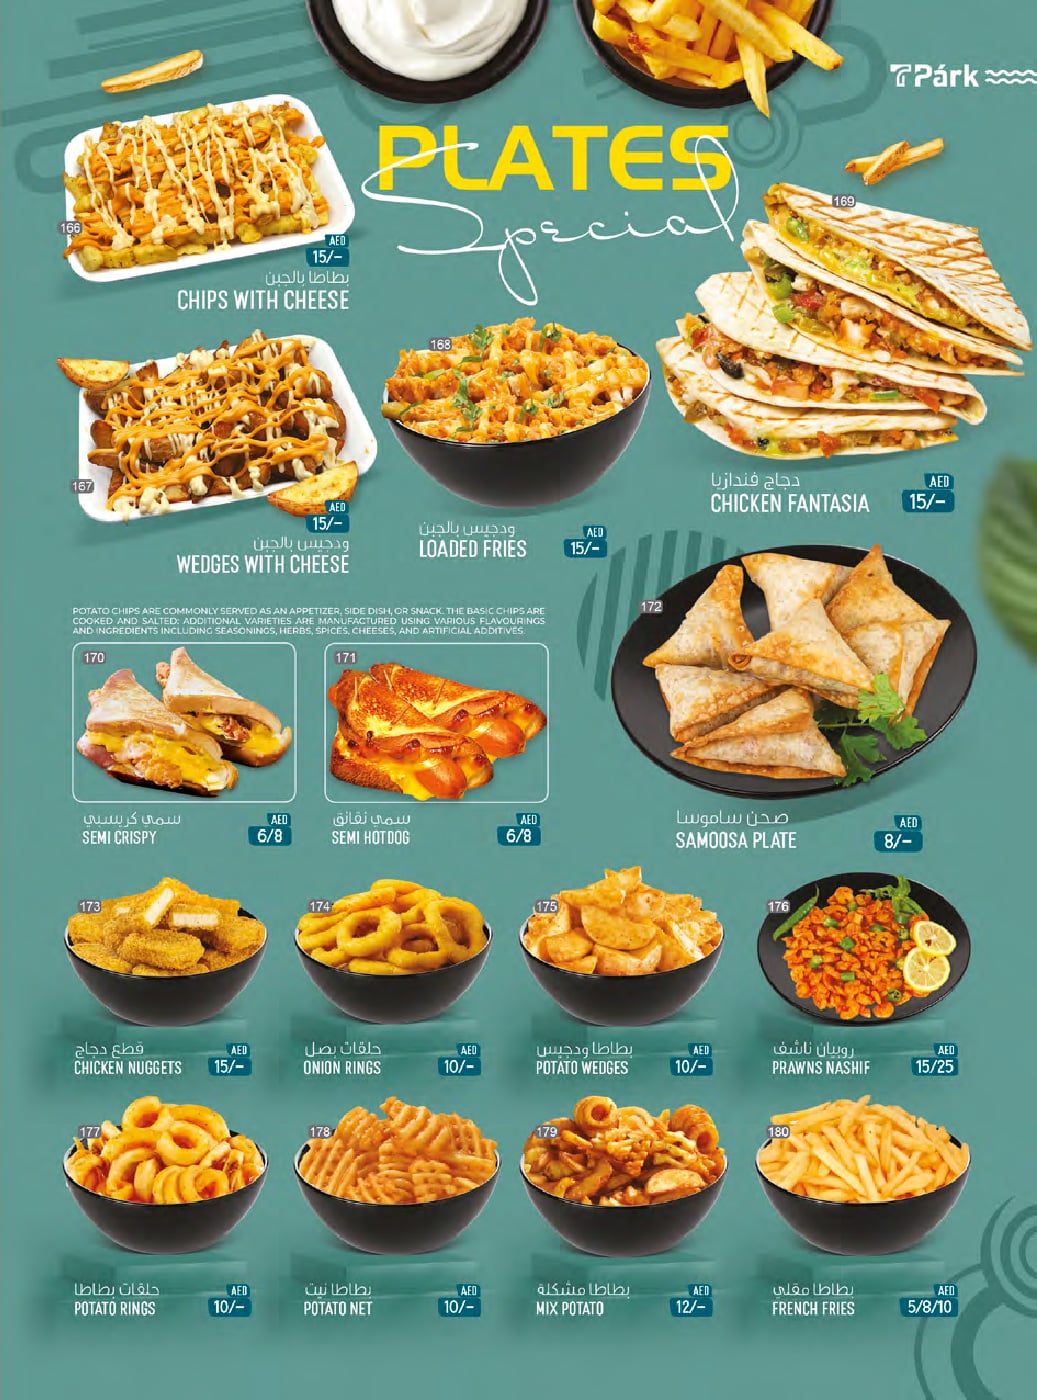 Párk
PLATES
Special
166
AED
15/-
بطاطا بالجبن
CHIPS WITH CHEESE
169
168
167
AED
15/-
ودجيس بالجبن
WEDGES WITH CHEESE
ودجيس بالجبن
LOADED FRIES
AED
15/-
دجاج فنتازيا
CHICKEN FANTASIA
AED
15/-
POTATO CHIPS ARE COMMONLY SERVED AS AN APPETIZER, SIDE DISH, OR SNACK. THE BASIC CHIPS ARE
COOKED AND SALTED: ADDITIONAL VARIETIES ARE MANUFACTURED USING VARIOUS FLAVOURINGS
AND INGREDIENTS INCLUDING SEASONINGS, HERBS, SPICES, CHEESES, AND ARTIFICIAL ADDITIVES.
172
170
171
سمي كريسبي
SEMI CRISPY
AED
6/8
سمي نقانق
SEMI HOTDOG
AED
6/8
صحن ساموسا
SAMOOSA PLATE
AED
8/-
173
174
175
176
قطع دجاج
CHICKEN NUGGETS
AED
15/-
حلقات بصل
ONION RINGS
AED
10/-
بطاطا ودجيس
POTATO WEDGES
AED
10/-
روبيان ناشف
PRAWNS NASHIF
AED
15/25
177
178
179
180
حلقات بطاطا
POTATO RINGS
AED
10/-
بطاطا نيت
POTATO NET
AED
10/-
بطاطا مشكلة
MIX POTATO
AED
12/-
بطاطا مقلي
FRENCH FRIES
AED
5/8/10